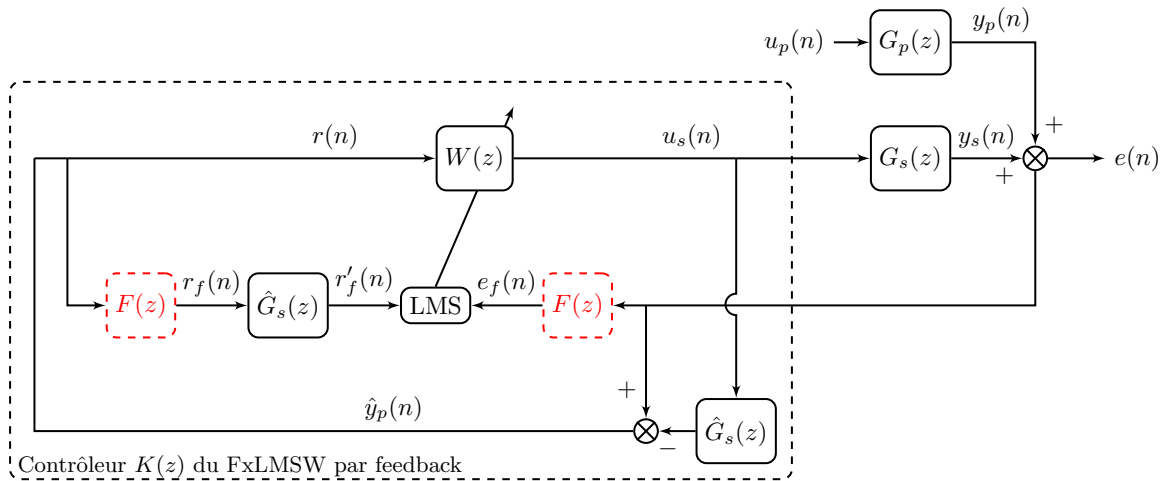 y_p(n)
u_p(n)
G_p(z)
+
r(n)
W(z)
u_s(n)
G_s(z)
y_s(n)
+
e(n)
F(z)
r_f(n)
Ĝ_s(z)
r'_f(n)
LMS
e_f(n)
F(z)
+
ŷ_p(n)
−
Ĝ_s(z)
Contrôleur K(z) du FxLMSW par feedback